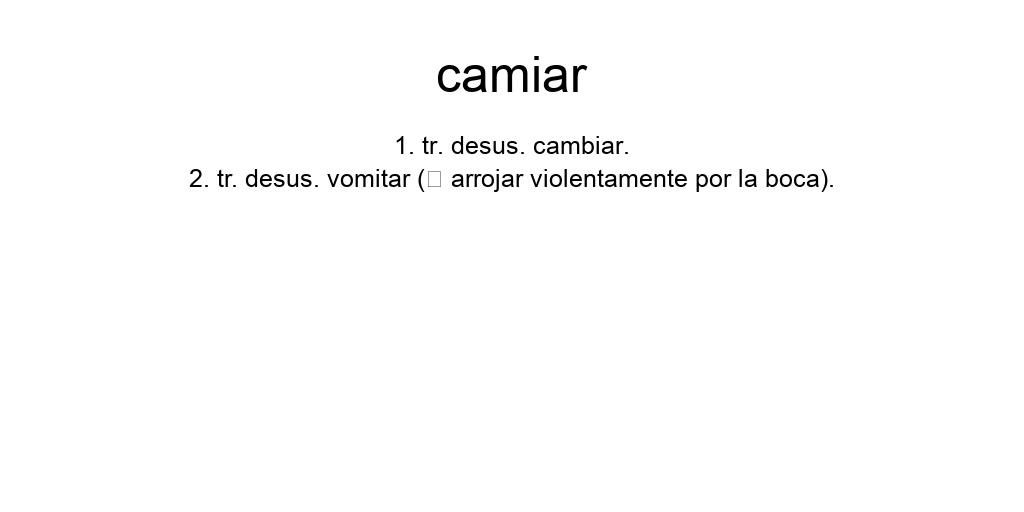 camiar
1. tr. desus. cambiar.
2. tr. desus. vomitar (□ arrojar violentamente por la boca).